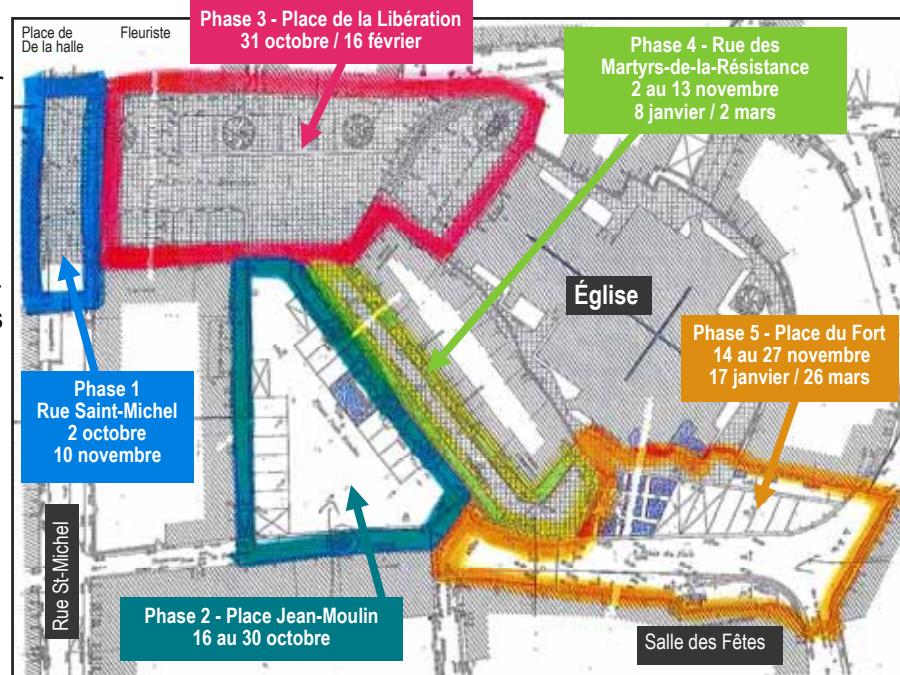 Place de
De la halle
Fleuriste
Phase 3 - Place de la Libération
31 octobre / 16 février
Phase 4 - Rue des
Martyrs-de-la-Résistance
2 au 13 novembre
8 janvier / 2 mars
Église
Phase 5 - Place du Fort
14 au 27 novembre
17 janvier / 26 mars
Phase 1
Rue Saint-Michel
2 octobre
10 novembre
Rue St-Michel
Phase 2 - Place Jean-Moulin
16 au 30 octobre
Salle des Fêtes